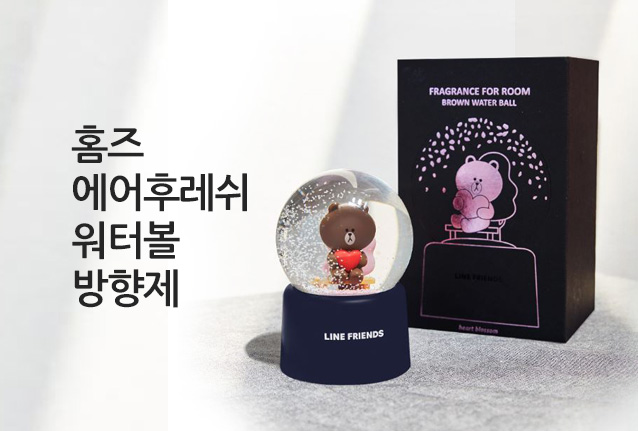 홈즈
에어후레쉬
워터볼
방향제
FRAGRANCE FOR ROOM
BROWN WATER BALL
LINE FRIENDS
heart blossom
LINE FRIENDS